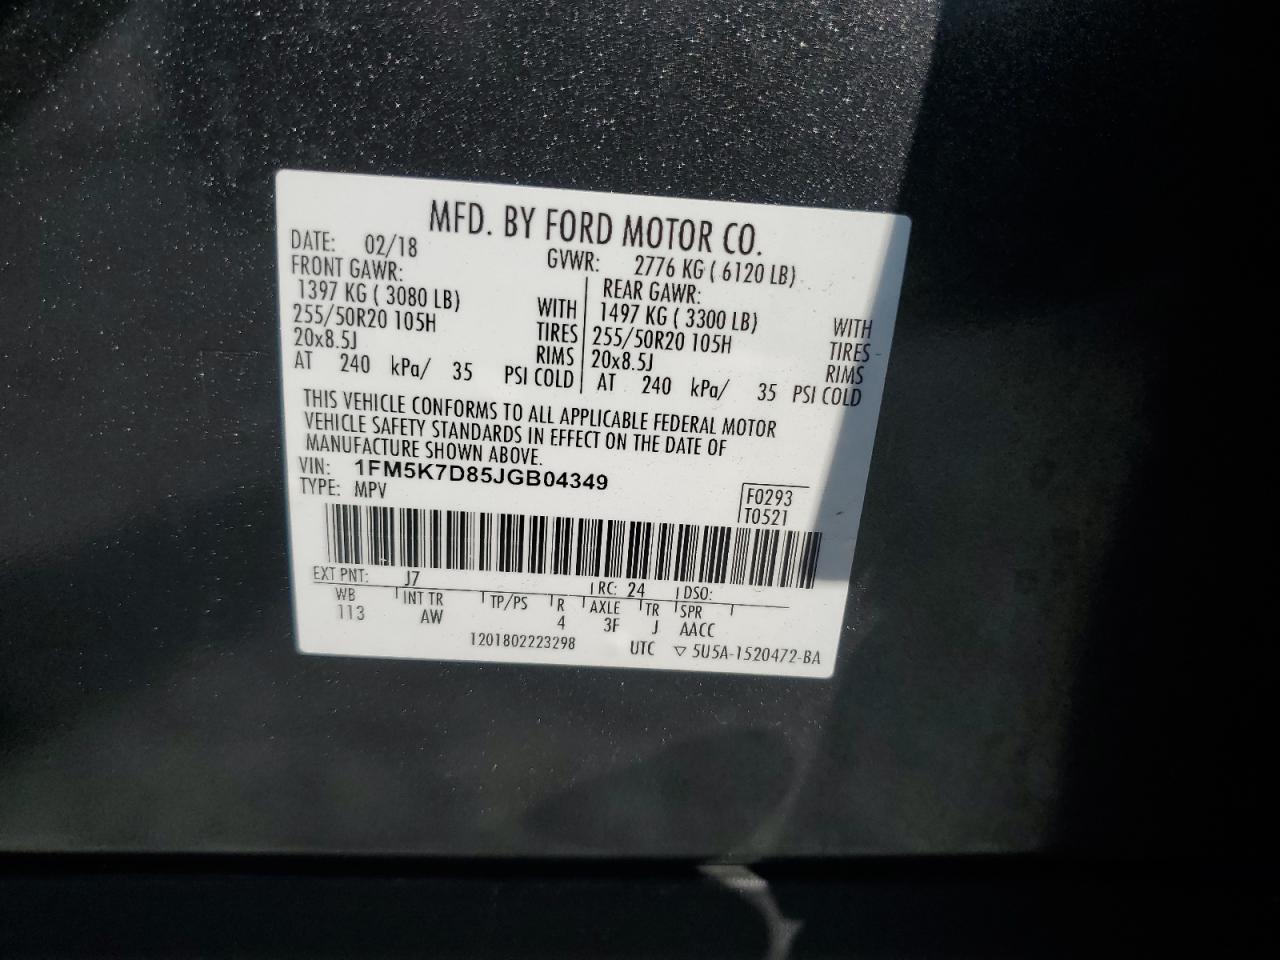 MFD. BY FORD MOTOR CO.
DATE: 02/18 GVWR: 2776 KG ( 6120 LB)
FRONT GAWR: REAR GAWR:
1397 KG ( 3080 LB) WITH 1497 KG ( 3300 LB) WITH
255/50R20 105H TIRES 255/50R20 105H TIRES
20x8.5J RIMS 20x8.5J RIMS
AT 240 kPa/ 35 PSI COLD AT 240 kPa/ 35 PSI COLD
THIS VEHICLE CONFORMS TO ALL APPLICABLE FEDERAL MOTOR
VEHICLE SAFETY STANDARDS IN EFFECT ON THE DATE OF
MANUFACTURE SHOWN ABOVE.
VIN: 1FM5K7D85JGB04349
TYPE: MPV
F0293
T0521
EXT PNT: J7 RC: 24 DSO:
WB INT TR TP/PS R AXLE TR SPR
113 AW 4 3F J AACC
1201802223298 UTC ▽ 5U5A-1520472-BA